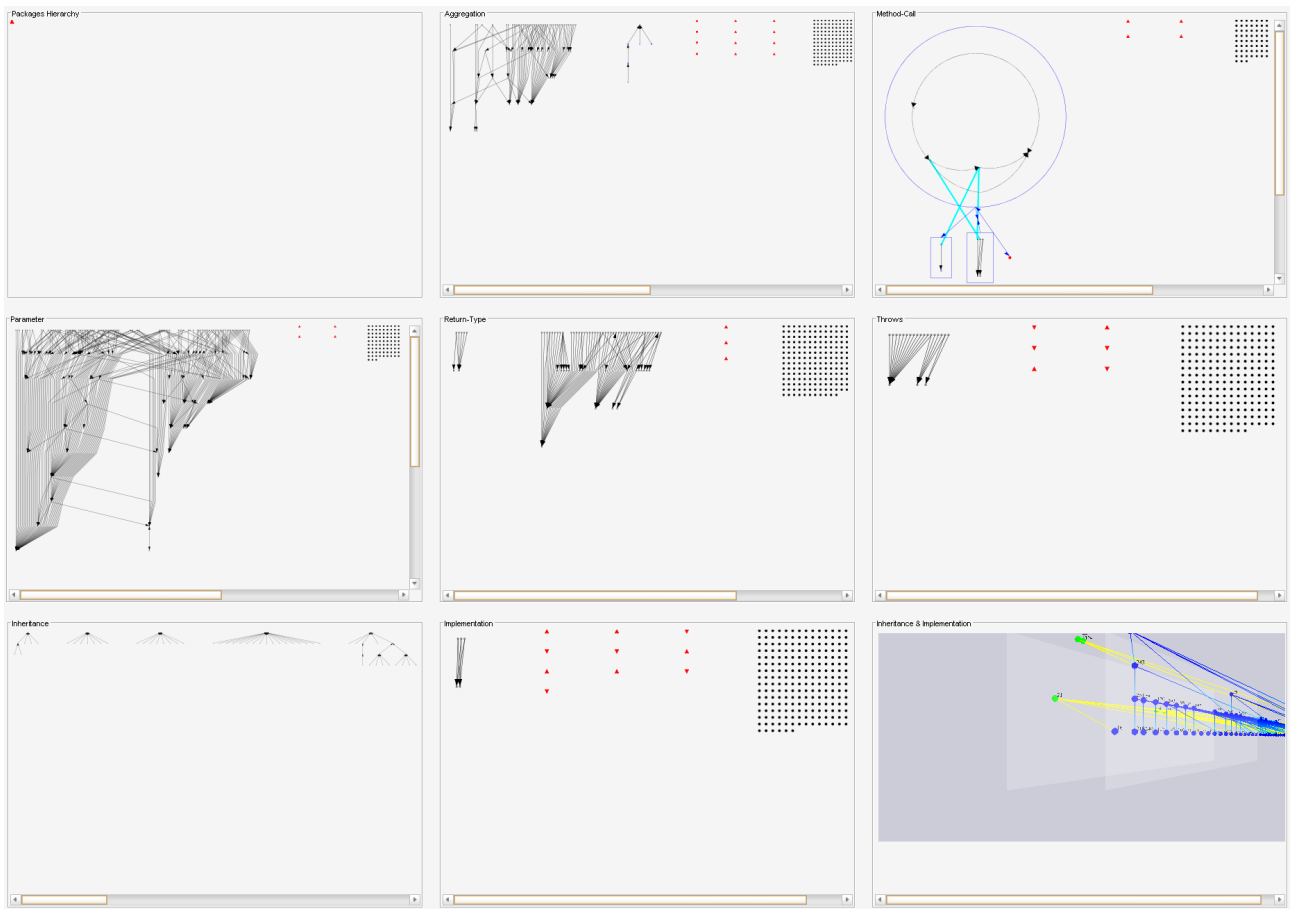 Packages Hierarchy
Aggregation
Method-Call
Parameter
Return-Type
Throws
Inheritance
Implementation
Inheritance & Implementation